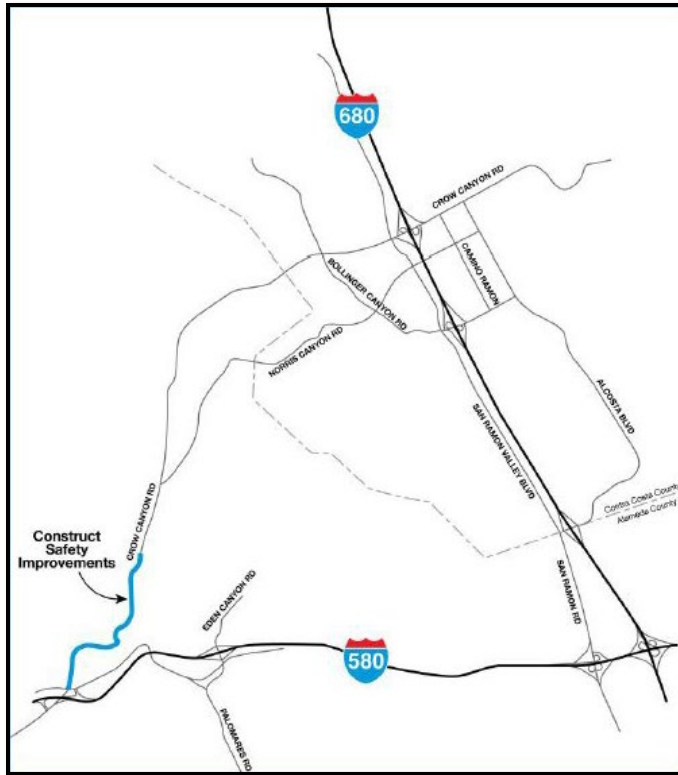 680
CROW CANYON RD
CAMINO RAMON
BOLLINGER CANYON RD
NORRIS CANYON RD
ALCOSTA BLVD
SAN RAMON VALLEY BLVD
CROW CANYON RD
Contra Costa County
Alameda County
Construct
Safety
Improvements
EDEN CANYON RD
SAN RAMON RD
580
PALOMARES RD